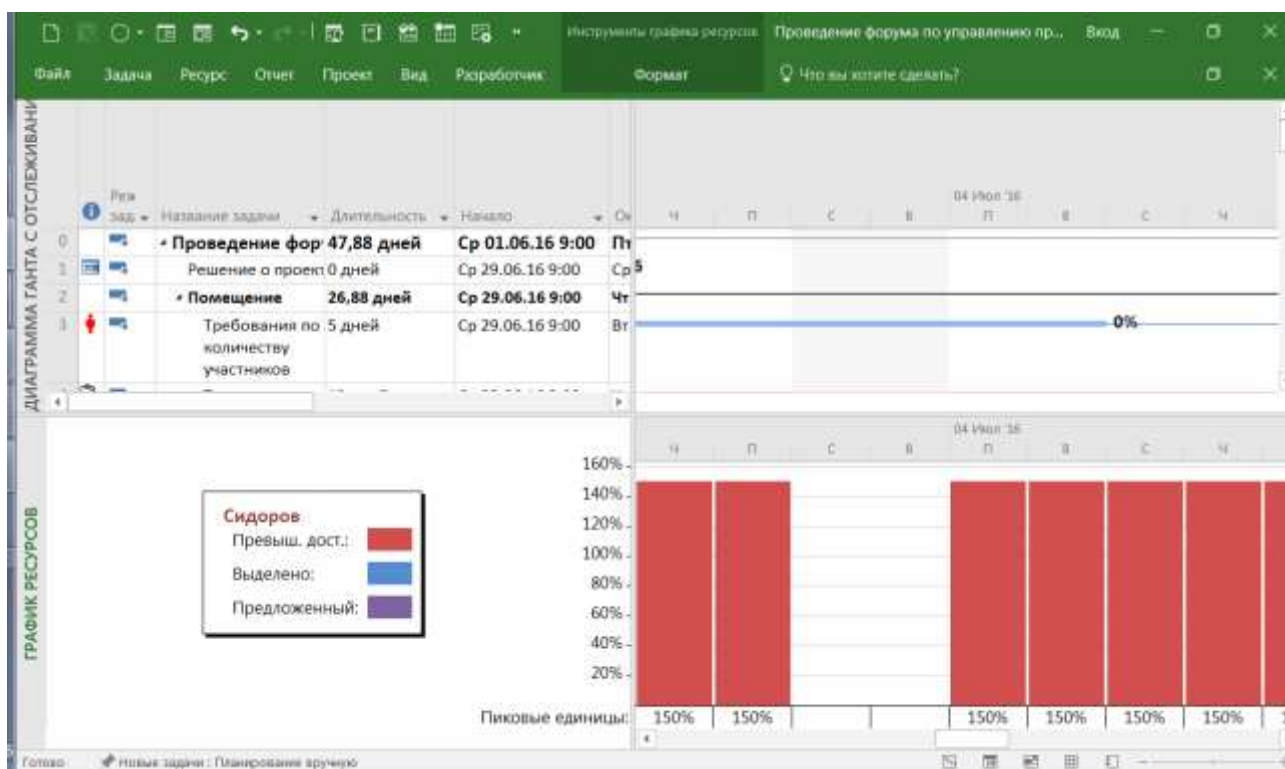 Инструменты графика ресурсов Проведение форума по управлению пр... Вход
Файл Задача Ресурс Отчет Проект Вид Разработчик Формат Что вы хотите сделать?
ДИАГРАММА ГАНТА С ОТСЛЕЖИВАНИ
Реж
зад Название задачи Длительность Начало Ок
04 Июл '16
Ч П С В П В С Ч
0 Проведение фор 47,88 дней Ср 01.06.16 9:00 Пт
1 Решение о проект 0 дней Ср 29.06.16 9:00 Ср
2 Помещение 26,88 дней Ср 29.06.16 9:00 Чт
3 Требования по 5 дней Ср 29.06.16 9:00 Вт 0%
количеству
участников
ГРАФИК РЕСУРСОВ
04 Июл '16
Ч П С В П В С Ч
Сидоров
Превыш. дост.:
Выделено:
Предложенный:
160%
140%
120%
100%
80%
60%
40%
20%
Пиковые единицы: 150% 150% 150% 150% 150% 150%
Готово Новые задачи : Планирование вручную